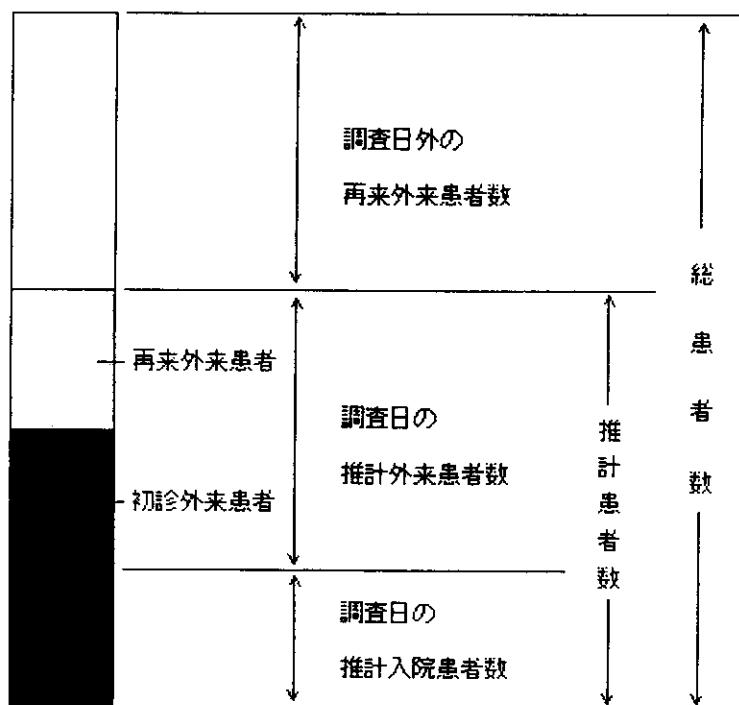 調査日外の
再来外来患者数
再来外来患者
調査日の
推計外来患者数
初診外来患者
調査日の
推計入院患者数
推計患者数
総患者数